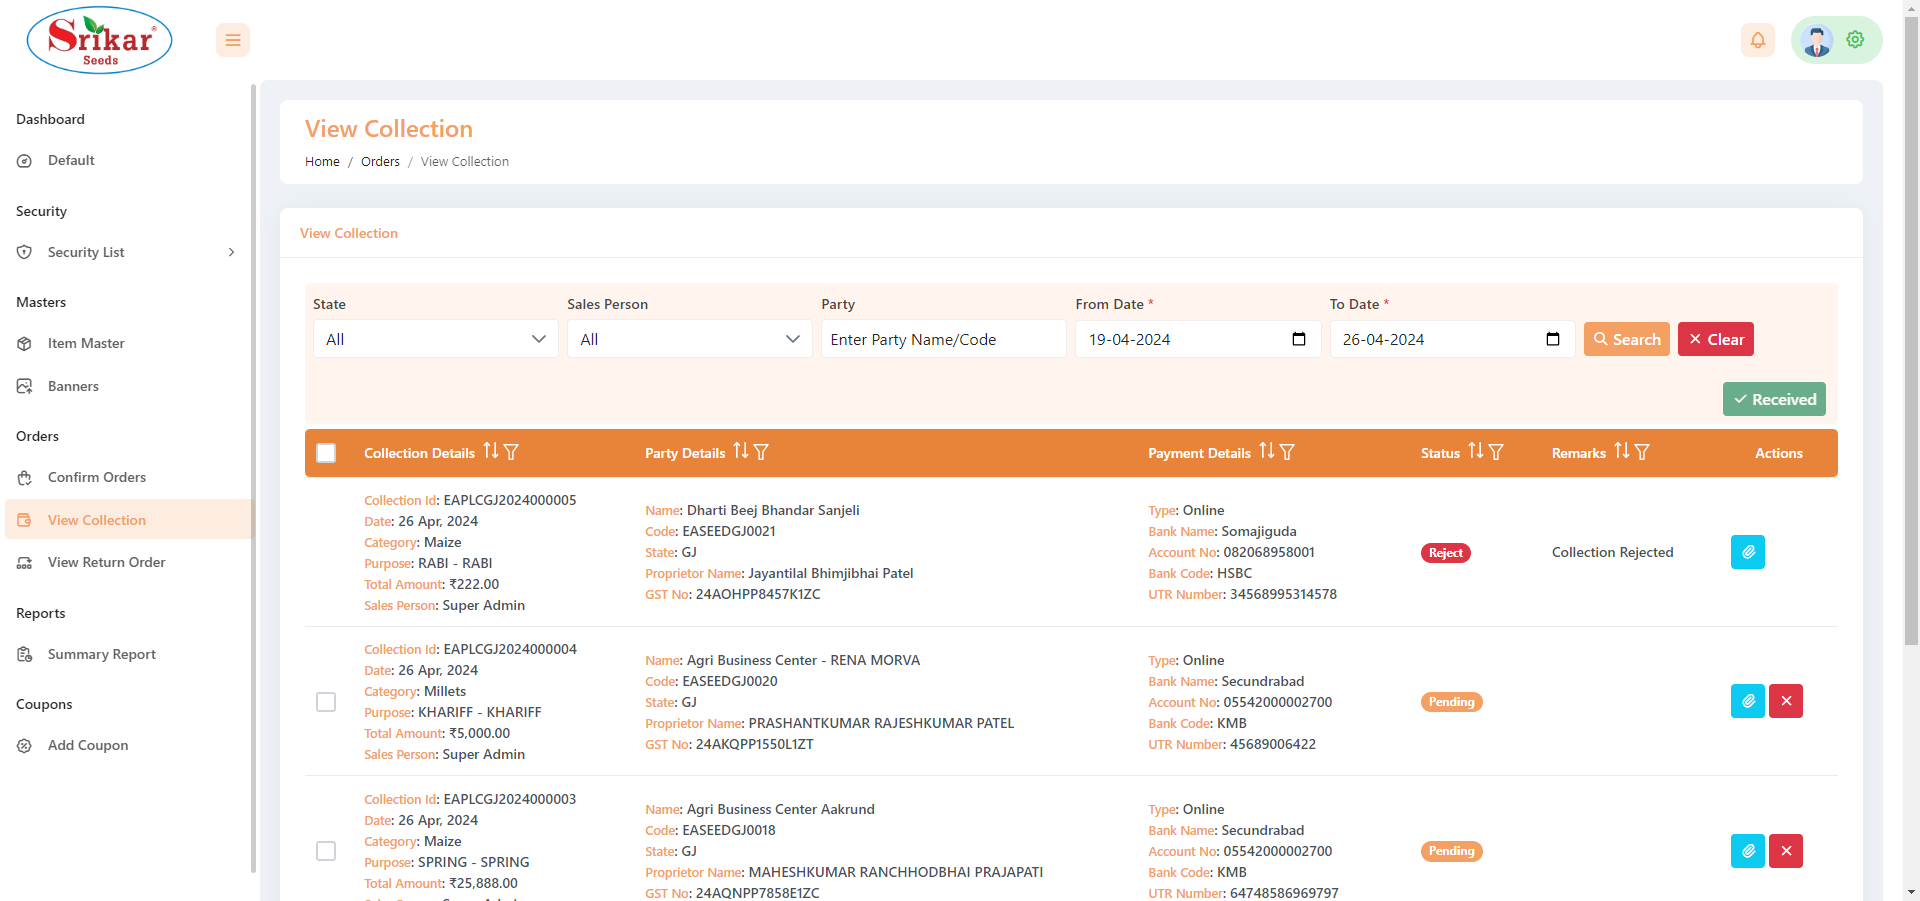 Srikar®
Seeds
Dashboard
Default
Security
Security List
Masters
Item Master
Banners
Orders
Confirm Orders
View Collection
View Return Order
Reports
Summary Report
Coupons
Add Coupon
View Collection
Home / Orders / View Collection
View Collection
State Sales Person Party From Date * To Date *
All All Enter Party Name/Code 19-04-2024 26-04-2024 Search Clear
Received
Collection Details Party Details Payment Details Status Remarks Actions
Collection Id: EAPLCGJ2024000005
Date: 26 Apr, 2024
Category: Maize
Purpose: RABI - RABI
Total Amount: ₹222.00
Sales Person: Super Admin
Name: Dharti Beej Bhandar Sanjeli
Code: EASEEDGJ0021
State: GJ
Proprietor Name: Jayantilal Bhimjibhai Patel
GST No: 24AOHPP8457K1ZC
Type: Online
Bank Name: Somajiguda
Account No: 082068958001
Bank Code: HSBC
UTR Number: 34568995314578
Reject
Collection Rejected
Collection Id: EAPLCGJ2024000004
Date: 26 Apr, 2024
Category: Millets
Purpose: KHARIFF - KHARIFF
Total Amount: ₹5,000.00
Sales Person: Super Admin
Name: Agri Business Center - RENA MORVA
Code: EASEEDGJ0020
State: GJ
Proprietor Name: PRASHANTKUMAR RAJESHKUMAR PATEL
GST No: 24AKQPP1550L1ZT
Type: Online
Bank Name: Secundrabad
Account No: 05542000002700
Bank Code: KMB
UTR Number: 45689006422
Pending
Collection Id: EAPLCGJ2024000003
Date: 26 Apr, 2024
Category: Maize
Purpose: SPRING - SPRING
Total Amount: ₹25,888.00
Name: Agri Business Center Aakrund
Code: EASEEDGJ0018
State: GJ
Proprietor Name: MAHESHKUMAR RANCHHODBHAI PRAJAPATI
GST No: 24AQNPP7858E1ZC
Type: Online
Bank Name: Secundrabad
Account No: 05542000002700
Bank Code: KMB
UTR Number: 64748586969797
Pending